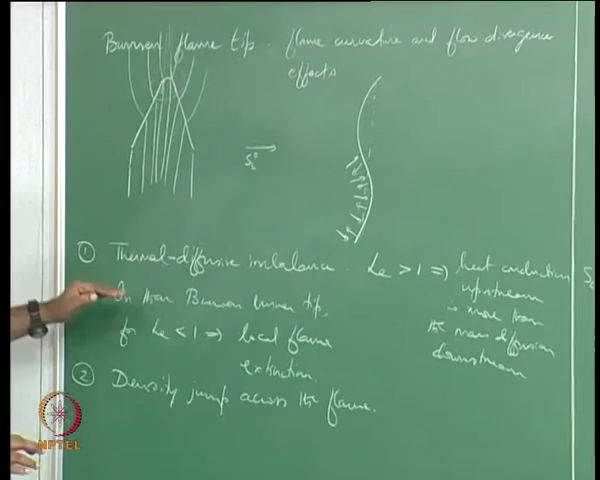 Bunsen flame tip. flame curvature and flow divergence
effects
S_L^o
① Thermal-diffusive imbalance. Le > 1 ⇒ heat conduction
upstream
is more than
the mass diffusion
downstream
In Bunsen tip,
for Le < 1 ⇒ local flame
extinction.
② Density jump across the flame.
NPTEL